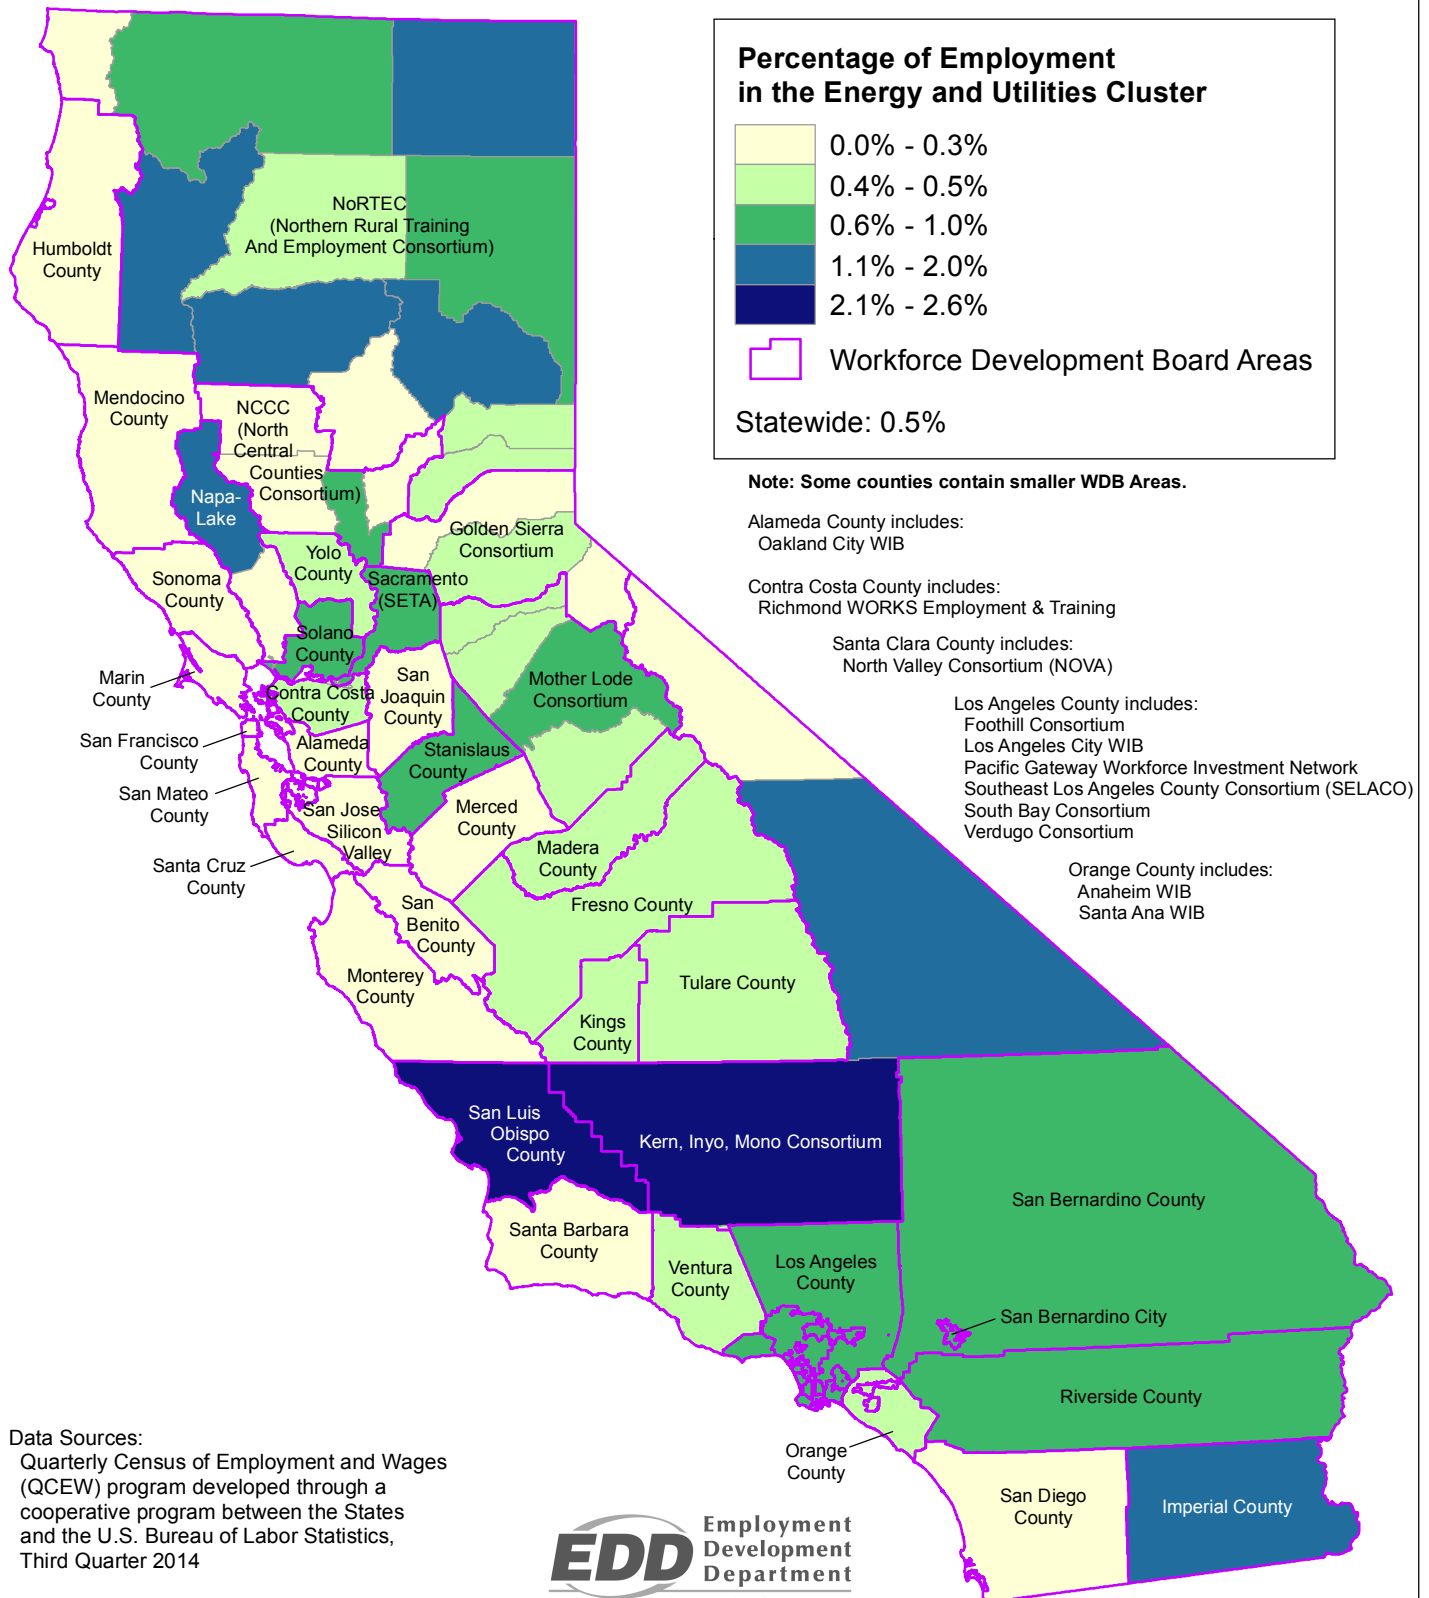 Percentage of Employment
in the Energy and Utilities Cluster
0.0% - 0.3%
0.4% - 0.5%
0.6% - 1.0%
1.1% - 2.0%
2.1% - 2.6%
Workforce Development Board Areas
Statewide: 0.5%
Note: Some counties contain smaller WDB Areas.
Alameda County includes:
Oakland City WIB
Contra Costa County includes:
Richmond WORKS Employment & Training
Santa Clara County includes:
North Valley Consortium (NOVA)
Los Angeles County includes:
Foothill Consortium
Los Angeles City WIB
Pacific Gateway Workforce Investment Network
Southeast Los Angeles County Consortium (SELACO)
South Bay Consortium
Verdugo Consortium
Orange County includes:
Anaheim WIB
Santa Ana WIB
NoRTEC
(Northern Rural Training
And Employment Consortium)
Humboldt
County
Mendocino
County
NCCC
(North
Central
Counties
Consortium)
Napa-
Lake
Golden Sierra
Consortium
Yolo
County
Sonoma
County
Sacramento
(SETA)
Solano
County
Marin
County
Contra Costa
County
San
Joaquin
County
Mother Lode
Consortium
San Francisco
County
Alameda
County
Stanislaus
County
San Mateo
County
San Jose
Silicon
Valley
Merced
County
Santa Cruz
County
Madera
County
San
Benito
County
Fresno County
Monterey
County
Tulare County
Kings
County
San Luis
Obispo
County
Kern, Inyo, Mono Consortium
San Bernardino County
Santa Barbara
County
Ventura
County
Los Angeles
County
San Bernardino City
Riverside County
Orange
County
San Diego
County
Imperial County
Data Sources:
Quarterly Census of Employment and Wages
(QCEW) program developed through a
cooperative program between the States
and the U.S. Bureau of Labor Statistics,
Third Quarter 2014
EDD
Employment
Development
Department